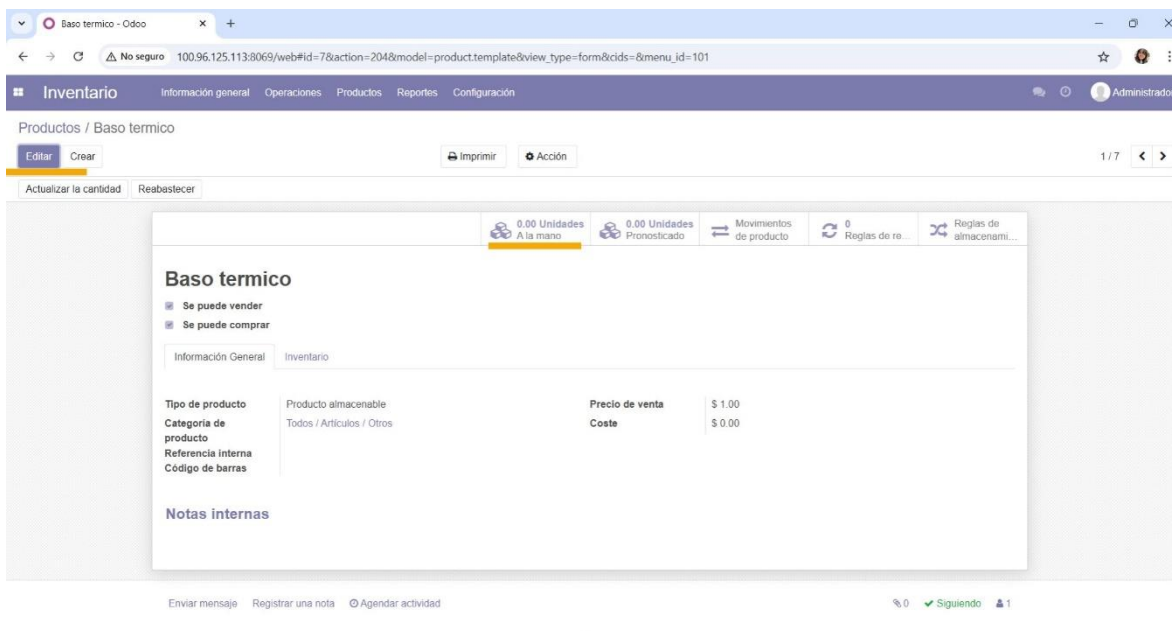 Baso termico - Odoo
No seguro 100.96.125.113:8069/web#id=7&action=204&model=product.template&view_type=form&cids=&menu_id=101
Inventario Información general Operaciones Productos Reportes Configuración Administrado
Productos / Baso termico
Editar Crear Imprimir Acción 1 / 7
Actualizar la cantidad Reabastecer
0.00 Unidades 0.00 Unidades Movimientos 0 Reglas de
A la mano Pronosticado de producto Reglas de re... almacenami...
Baso termico
Se puede vender
Se puede comprar
Información General Inventario
Tipo de producto Producto almacenable Precio de venta $ 1.00
Categoría de Todos / Artículos / Otros Coste $ 0.00
producto
Referencia interna
Código de barras
Notas internas
Enviar mensaje Registrar una nota Agendar actividad 0 Siguiendo 1